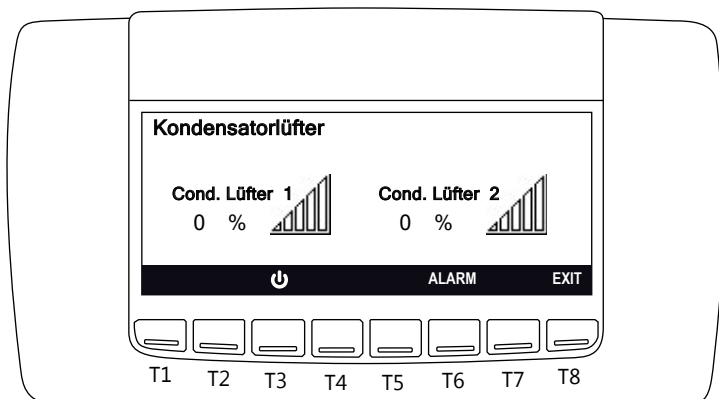 Kondensatorlüfter
Cond. Lüfter 1 Cond. Lüfter 2
0 % 0 %
ALARM EXIT
T1 T2 T3 T4 T5 T6 T7 T8